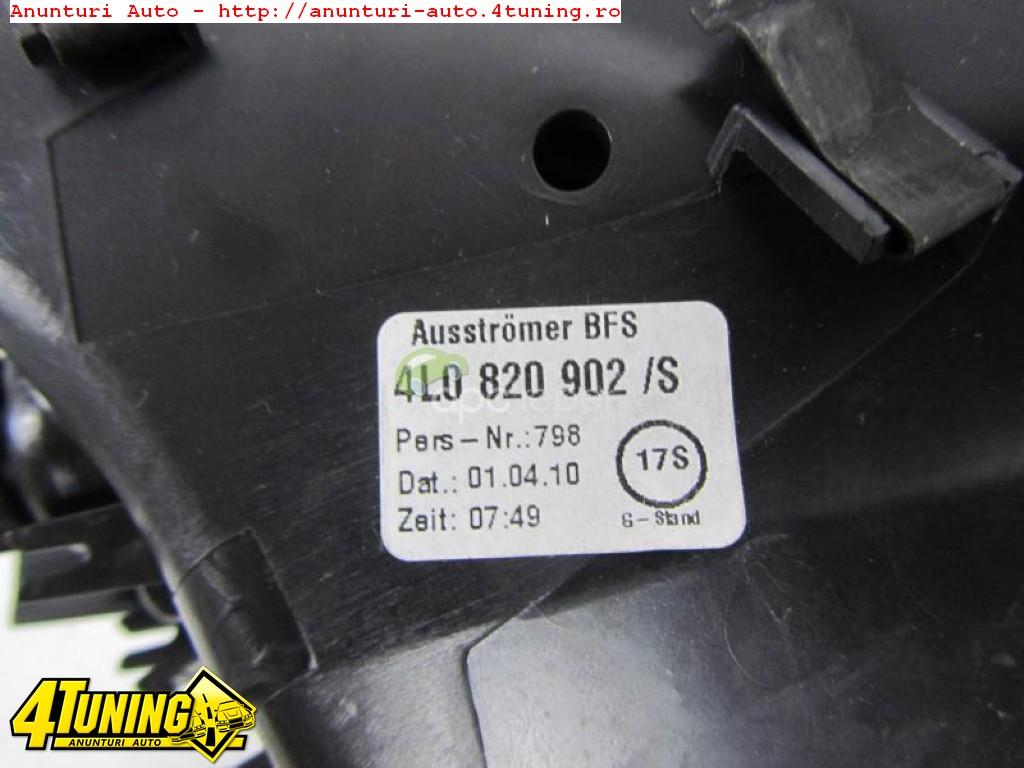 Anunturi Auto - http://anunturi-auto.4tuning.ro
Ausströmer BFS
4L0 820 902 /S
Pers-Nr.:798
Dat.: 01.04.10
17S
Zeit: 07:49
6-Stand
4TUNING
ANUNTURI AUTO